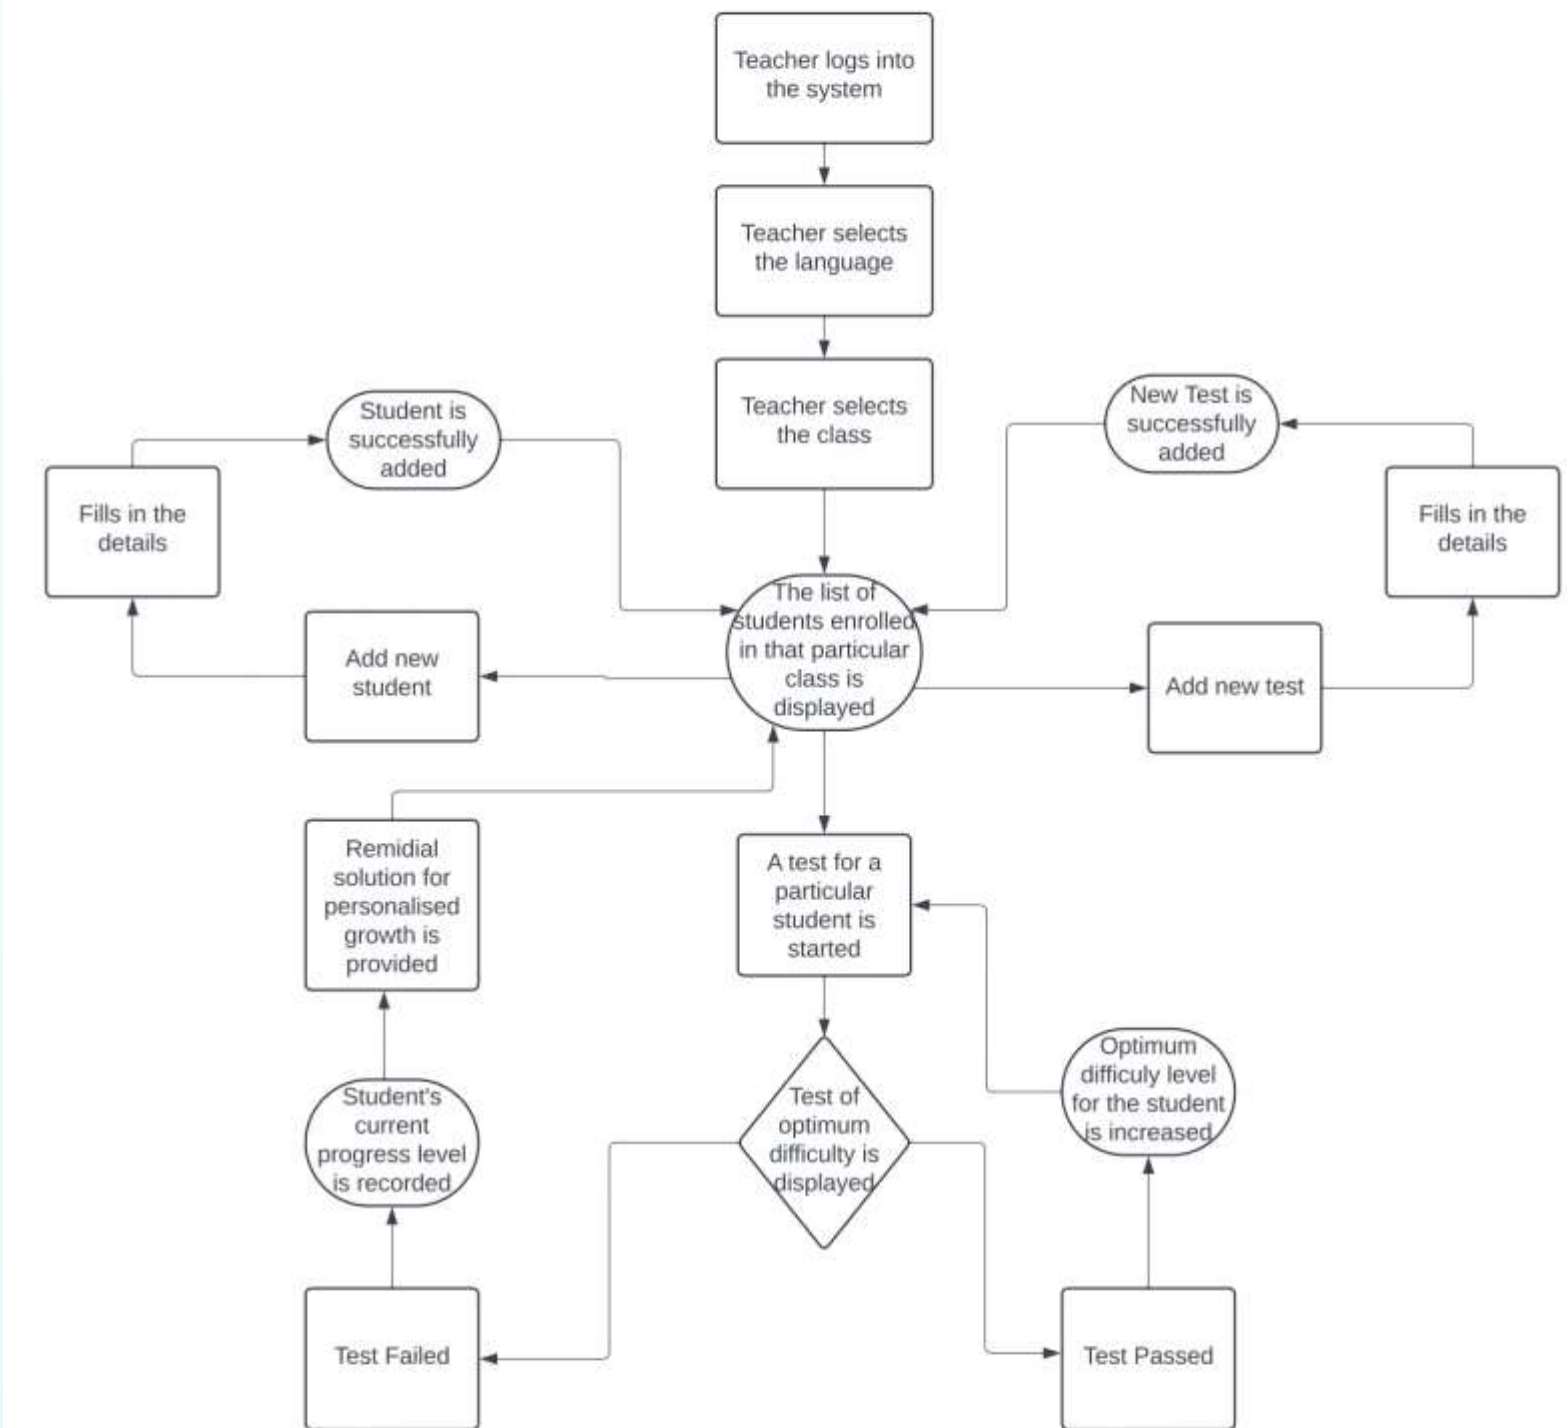 Teacher logs into
the system
Teacher selects
the language
Teacher selects
the class
Student is
successfully
added
New Test is
successfully
added
Fills in the
details
Fills in the
details
The list of
students enrolled
in that particular
class is
displayed
Add new
student
Add new test
Remidial
solution for
personalised
growth is
provided
A test for a
particular
student is
started
Optimum
difficuly level
for the student
is increased
Student's
current
progress level
is recorded
Test of
optimum
difficulty is
displayed
Test Failed
Test Passed